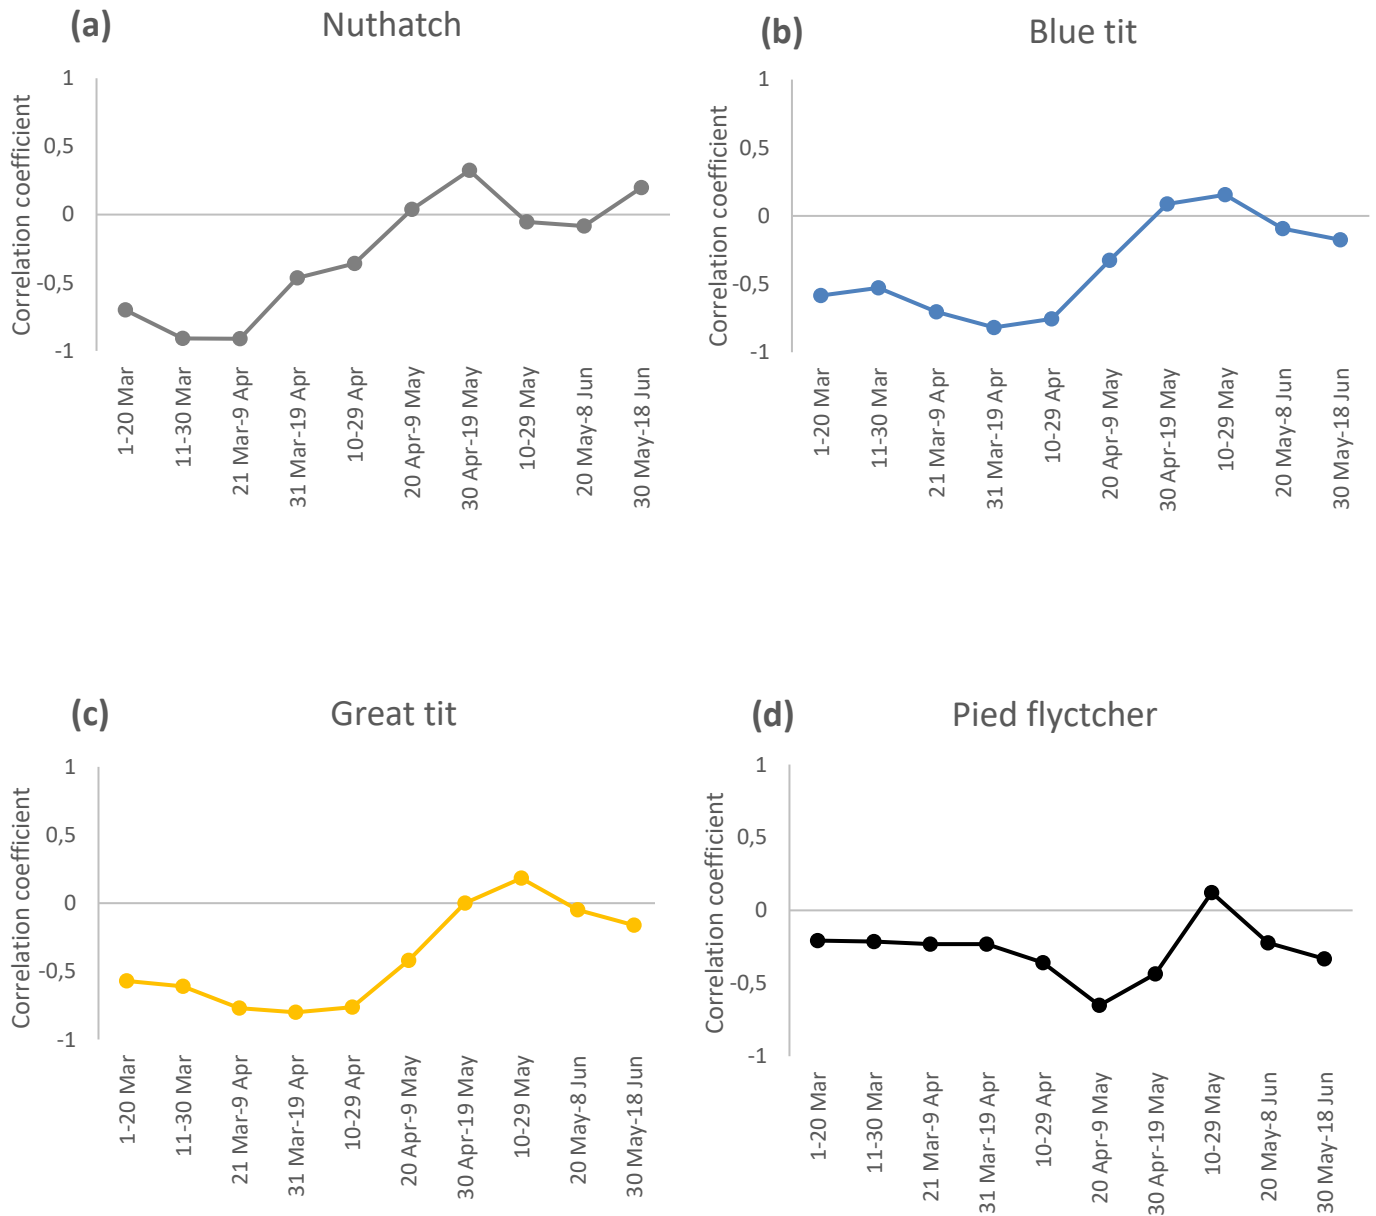 (a) Nuthatch
Correlation coefficient
1
0,5
0
-0,5
-1
1-20 Mar
11-30 Mar
21 Mar-9 Apr
31 Mar-19 Apr
10-29 Apr
20 Apr-9 May
30 Apr-19 May
10-29 May
20 May-8 Jun
30 May-18 Jun
(b) Blue tit
Correlation coefficient
1
0,5
0
-0,5
-1
1-20 Mar
11-30 Mar
21 Mar-9 Apr
31 Mar-19 Apr
10-29 Apr
20 Apr-9 May
30 Apr-19 May
10-29 May
20 May-8 Jun
30 May-18 Jun
(c) Great tit
Correlation coefficient
1
0,5
0
-0,5
-1
1-20 Mar
11-30 Mar
21 Mar-9 Apr
31 Mar-19 Apr
10-29 Apr
20 Apr-9 May
30 Apr-19 May
10-29 May
20 May-8 Jun
30 May-18 Jun
(d) Pied flyctcher
Correlation coefficient
1
0,5
0
-0,5
-1
1-20 Mar
11-30 Mar
21 Mar-9 Apr
31 Mar-19 Apr
10-29 Apr
20 Apr-9 May
30 Apr-19 May
10-29 May
20 May-8 Jun
30 May-18 Jun